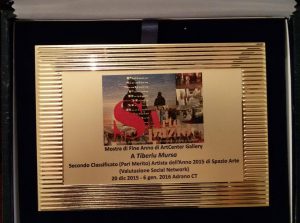 Mostra di Fine Anno di ArtCenter Gallery
A Tiberiu Mursa
Secondo Classificato (Pari Merito) Artista dell'Anno 2015 di Spazio Arte
(Valutazione Social Network)
20 dic 2015 - 6 gen. 2016 Adrano CT